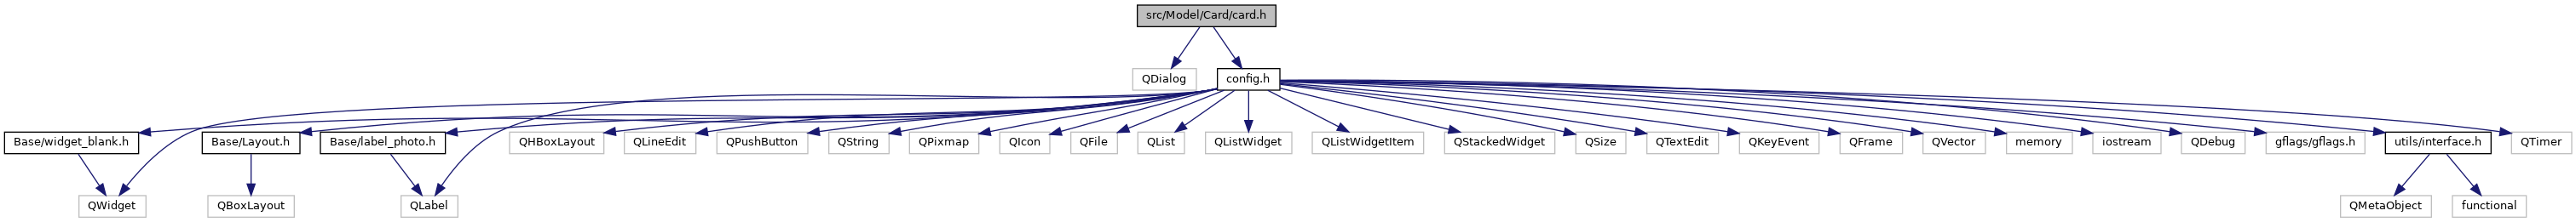 src/Model/Card/card.h
QDialog
config.h
Base/widget_blank.h
Base/Layout.h
Base/label_photo.h
QHBoxLayout
QLineEdit
QPushButton
QString
QPixmap
QIcon
QFile
QList
QListWidget
QListWidgetItem
QStackedWidget
QSize
QTextEdit
QKeyEvent
QFrame
QVector
memory
iostream
QDebug
gflags/gflags.h
utils/interface.h
QTimer
QWidget
QBoxLayout
QLabel
QMetaObject
functional